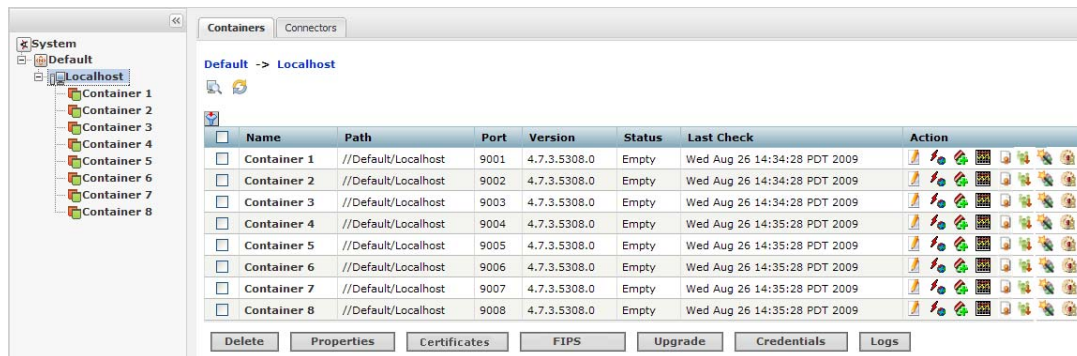 System
Default
Localhost
Container 1
Container 2
Container 3
Container 4
Container 5
Container 6
Container 7
Container 8
Containers Connectors
Default -> Localhost
Name Path Port Version Status Last Check Action
Container 1 //Default/Localhost 9001 4.7.3.5308.0 Empty Wed Aug 26 14:34:28 PDT 2009
Container 2 //Default/Localhost 9002 4.7.3.5308.0 Empty Wed Aug 26 14:34:28 PDT 2009
Container 3 //Default/Localhost 9003 4.7.3.5308.0 Empty Wed Aug 26 14:34:28 PDT 2009
Container 4 //Default/Localhost 9004 4.7.3.5308.0 Empty Wed Aug 26 14:35:28 PDT 2009
Container 5 //Default/Localhost 9005 4.7.3.5308.0 Empty Wed Aug 26 14:35:28 PDT 2009
Container 6 //Default/Localhost 9006 4.7.3.5308.0 Empty Wed Aug 26 14:35:28 PDT 2009
Container 7 //Default/Localhost 9007 4.7.3.5308.0 Empty Wed Aug 26 14:35:28 PDT 2009
Container 8 //Default/Localhost 9008 4.7.3.5308.0 Empty Wed Aug 26 14:35:28 PDT 2009
Delete Properties Certificates FIPS Upgrade Credentials Logs